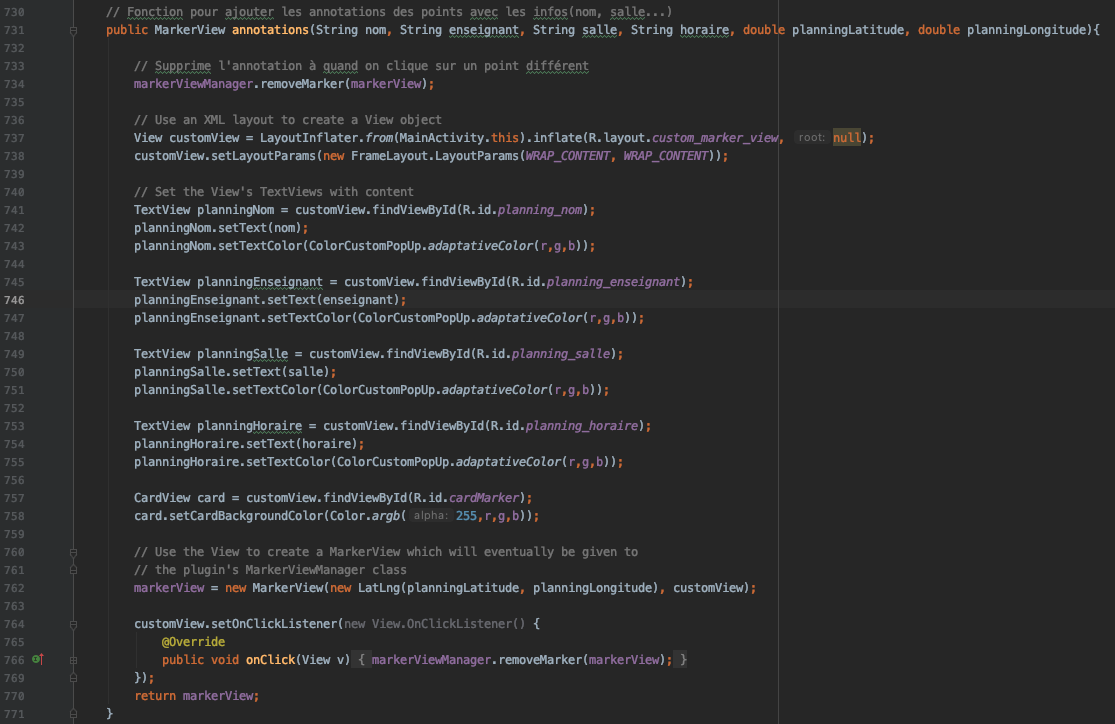 730 // Fonction pour ajouter les annotations des points avec les infos(nom, salle...)
731 public MarkerView annotations(String nom, String enseignant, String salle, String horaire, double planningLatitude, double planningLongitude){
732
733 // Supprime l'annotation à quand on clique sur un point différent
734 markerViewManager.removeMarker(markerView);
735
736 // Use an XML layout to create a View object
737 View customView = LayoutInflater.from(MainActivity.this).inflate(R.layout.custom_marker_view, root: null);
738 customView.setLayoutParams(new FrameLayout.LayoutParams(WRAP_CONTENT, WRAP_CONTENT));
739
740 // Set the View's TextViews with content
741 TextView planningNom = customView.findViewById(R.id.planning_nom);
742 planningNom.setText(nom);
743 planningNom.setTextColor(ColorCustomPopUp.adaptativeColor(r,g,b));
744
745 TextView planningEnseignant = customView.findViewById(R.id.planning_enseignant);
746 planningEnseignant.setText(enseignant);
747 planningEnseignant.setTextColor(ColorCustomPopUp.adaptativeColor(r,g,b));
748
749 TextView planningSalle = customView.findViewById(R.id.planning_salle);
750 planningSalle.setText(salle);
751 planningSalle.setTextColor(ColorCustomPopUp.adaptativeColor(r,g,b));
752
753 TextView planningHoraire = customView.findViewById(R.id.planning_horaire);
754 planningHoraire.setText(horaire);
755 planningHoraire.setTextColor(ColorCustomPopUp.adaptativeColor(r,g,b));
756
757 CardView card = customView.findViewById(R.id.cardMarker);
758 card.setCardBackgroundColor(Color.argb( alpha: 255,r,g,b));
759
760 // Use the View to create a MarkerView which will eventually be given to
761 // the plugin's MarkerViewManager class
762 markerView = new MarkerView(new LatLng(planningLatitude, planningLongitude), customView);
763
764 customView.setOnClickListener(new View.OnClickListener() {
765 @Override
766 public void onClick(View v) { markerViewManager.removeMarker(markerView); }
769 });
770 return markerView;
771 }